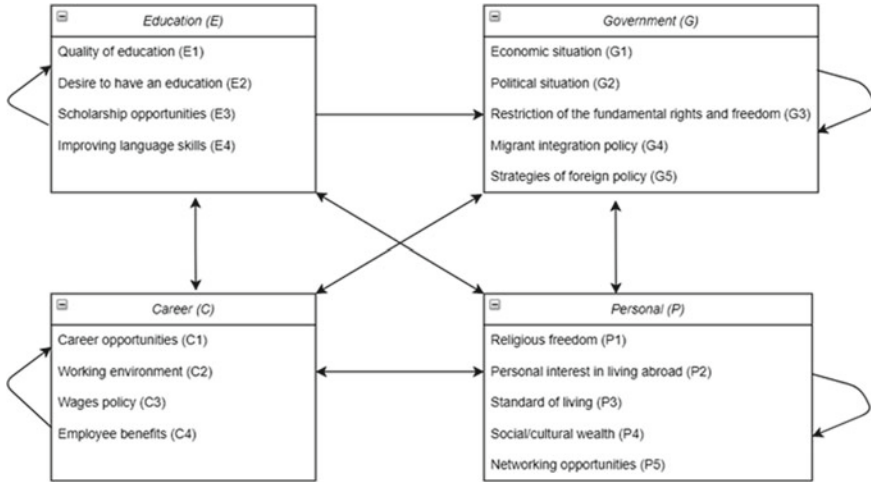 Education (E)
Quality of education (E1)
Desire to have an education (E2)
Scholarship opportunities (E3)
Improving language skills (E4)
Government (G)
Economic situation (G1)
Political situation (G2)
Restriction of the fundamental rights and freedom (G3)
Migrant integration policy (G4)
Strategies of foreign policy (G5)
Career (C)
Career opportunities (C1)
Working environment (C2)
Wages policy (C3)
Employee benefits (C4)
Personal (P)
Religious freedom (P1)
Personal interest in living abroad (P2)
Standard of living (P3)
Social/cultural wealth (P4)
Networking opportunities (P5)